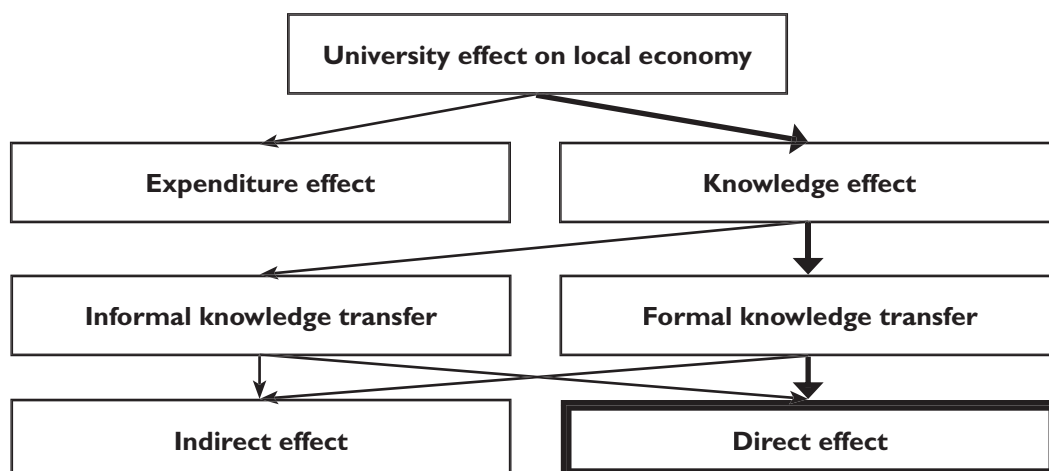 University effect on local economy
Expenditure effect
Knowledge effect
Informal knowledge transfer
Formal knowledge transfer
Indirect effect
Direct effect